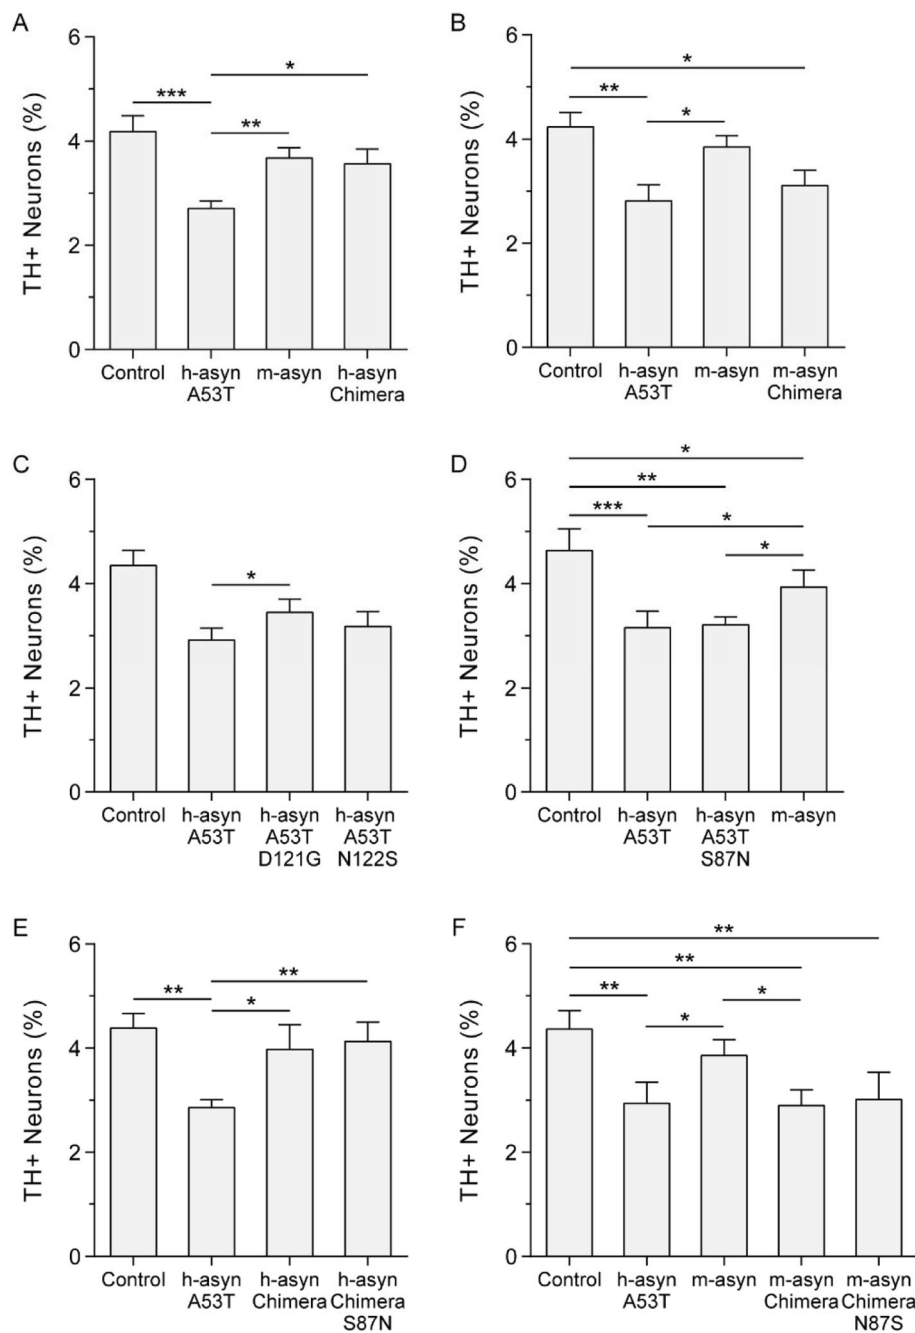 A
6
4
2
0
TH+ Neurons (%)
***
**
*
Control
h-asyn
A53T
m-asyn
h-asyn
Chimera
B
6
4
2
0
TH+ Neurons (%)
*
**
*
Control
h-asyn
A53T
m-asyn
m-asyn
Chimera
C
6
4
2
0
TH+ Neurons (%)
*
Control
h-asyn
A53T
h-asyn
A53T
D121G
h-asyn
A53T
N122S
D
6
4
2
0
TH+ Neurons (%)
*
**
***
*
*
Control
h-asyn
A53T
h-asyn
A53T
S87N
m-asyn
E
6
4
2
0
TH+ Neurons (%)
**
**
*
Control
h-asyn
A53T
h-asyn
Chimera
h-asyn
Chimera
S87N
F
6
4
2
0
TH+ Neurons (%)
**
**
**
*
*
Control
h-asyn
A53T
m-asyn
m-asyn
Chimera
m-asyn
Chimera
N87S